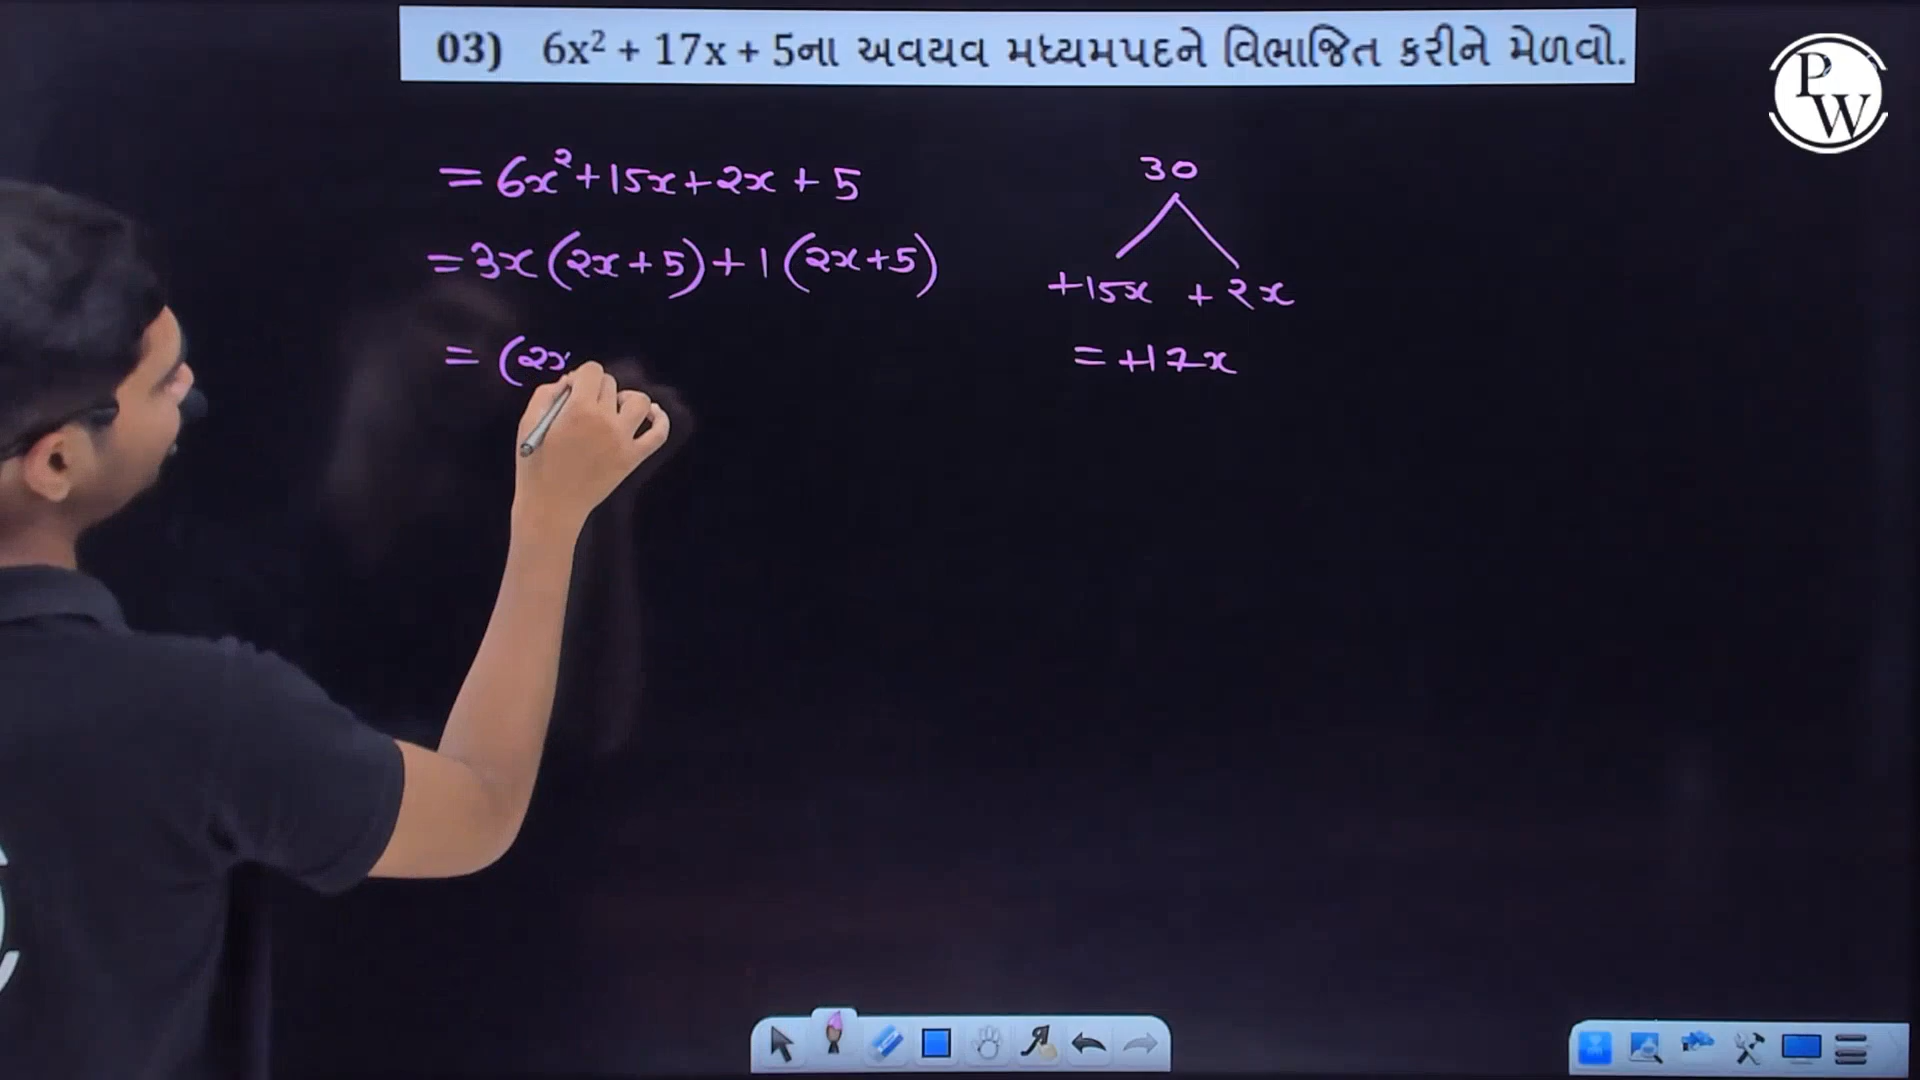 03) 6x² + 17x + 5ના અવયવ મધ્યમપદને વિભાજિત કરીને મેળવો.
PW
= 6x² + 15x + 2x + 5
30
= 3x (2x + 5) + 1 (2x + 5)
+15x + 2x
= (2x
= +17x